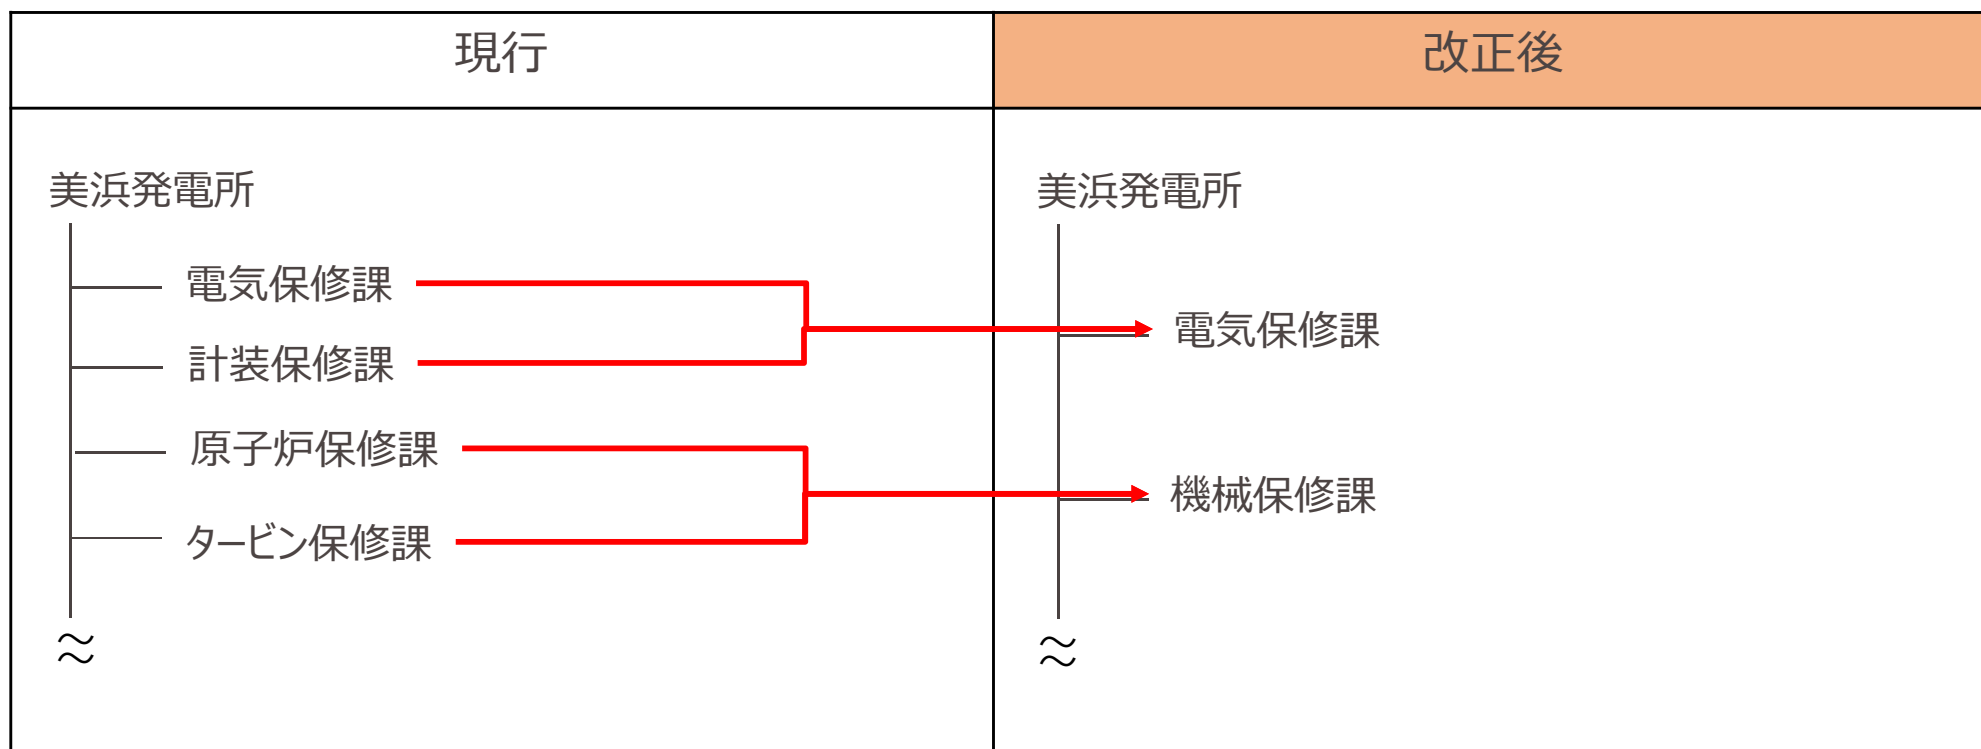 現行
改正後
美浜発電所
電気保修課
計装保修課
原子炉保修課
タービン保修課
美浜発電所
電気保修課
機械保修課